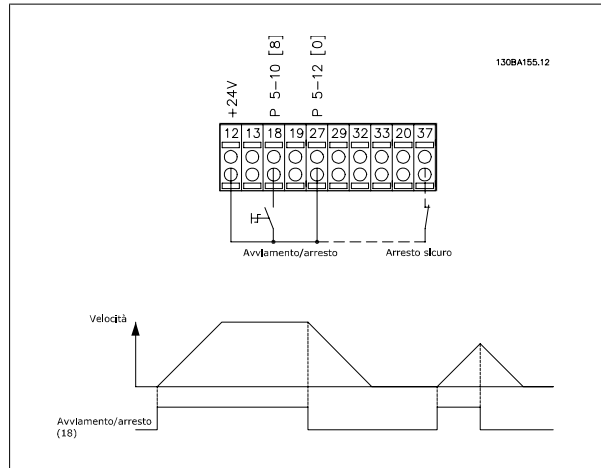 130BA155.12
+24V
P 5-10 [8]
P 5-12 [0]
12 13 18 19 27 29 32 33 20 37
Avviamento/arresto
Arresto sicuro
Velocità
Avviamento/arresto
(18)